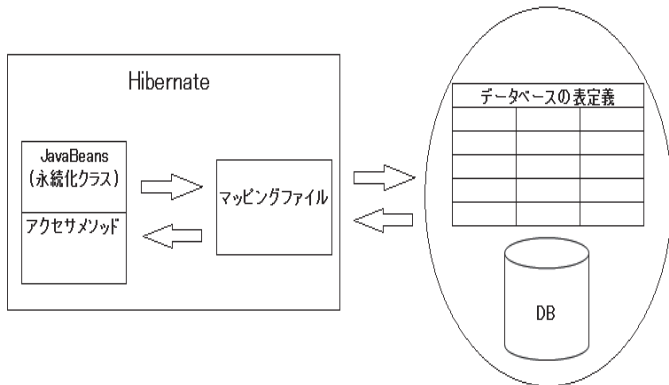 Hibernate
JavaBeans
(永続化クラス)
アクセサメソッド
マッピングファイル
データベースの表定義
DB